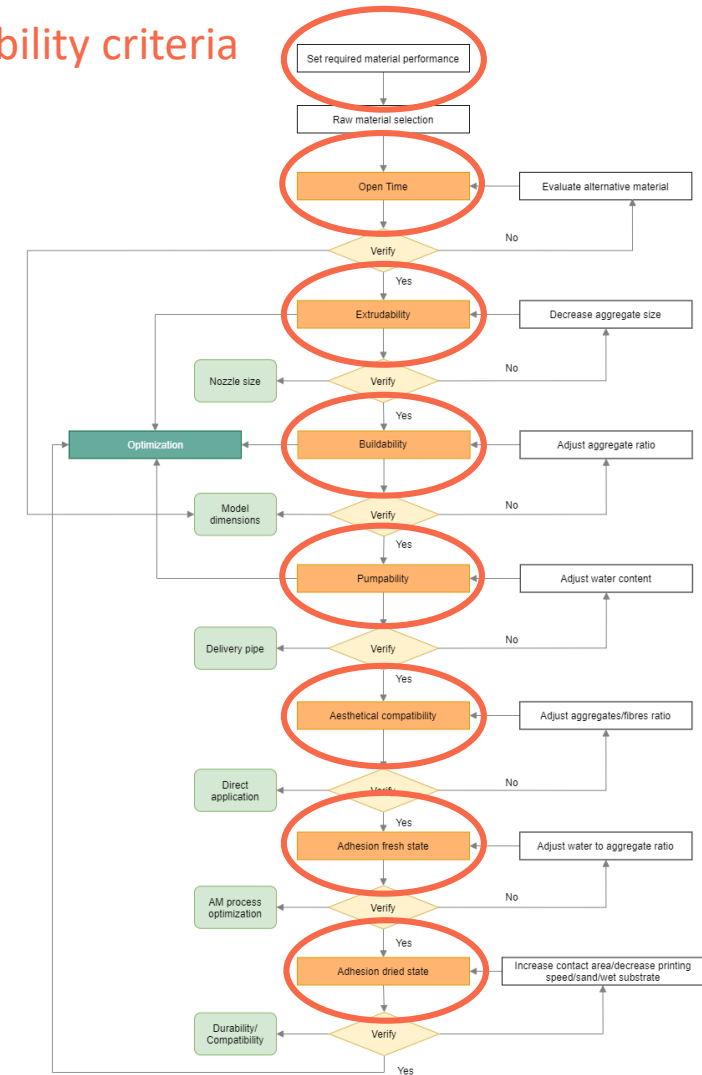 bility criteria
Set required material performance
Raw material selection
Open Time
Evaluate alternative material
No
Verify
Yes
Extrudability
Decrease aggregate size
No
Nozzle size
Verify
Yes
Optimization
Buildability
Adjust aggregate ratio
No
Model
dimensions
Verify
Yes
Pumpability
Adjust water content
No
Delivery pipe
Verify
Yes
Aesthetical compatibility
Adjust aggregates/fibres ratio
No
Direct
application
Verify
Yes
Adhesion fresh state
Adjust water to aggregate ratio
No
AM process
optimization
Verify
Yes
Adhesion dried state
Increase contact area/decrease printing
speed/sand/wet substrate
Durability/
Compatibility
Verify
Yes